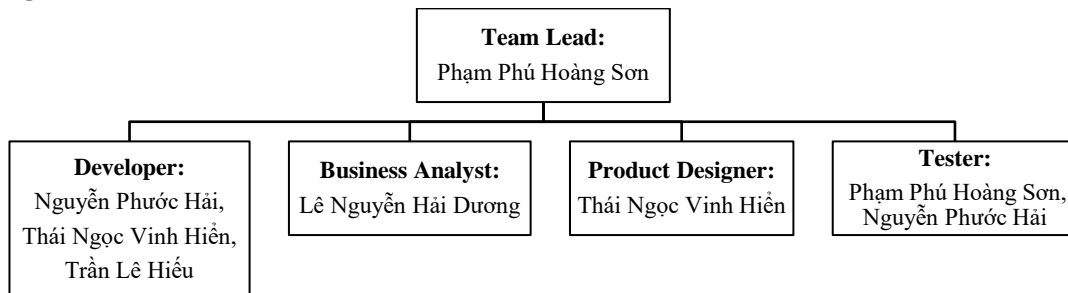 Team Lead:
Phạm Phú Hoàng Sơn
Developer:
Nguyễn Phước Hải,
Thái Ngọc Vinh Hiển,
Trần Lê Hiếu
Business Analyst:
Lê Nguyễn Hải Dương
Product Designer:
Thái Ngọc Vinh Hiển
Tester:
Phạm Phú Hoàng Sơn,
Nguyễn Phước Hải